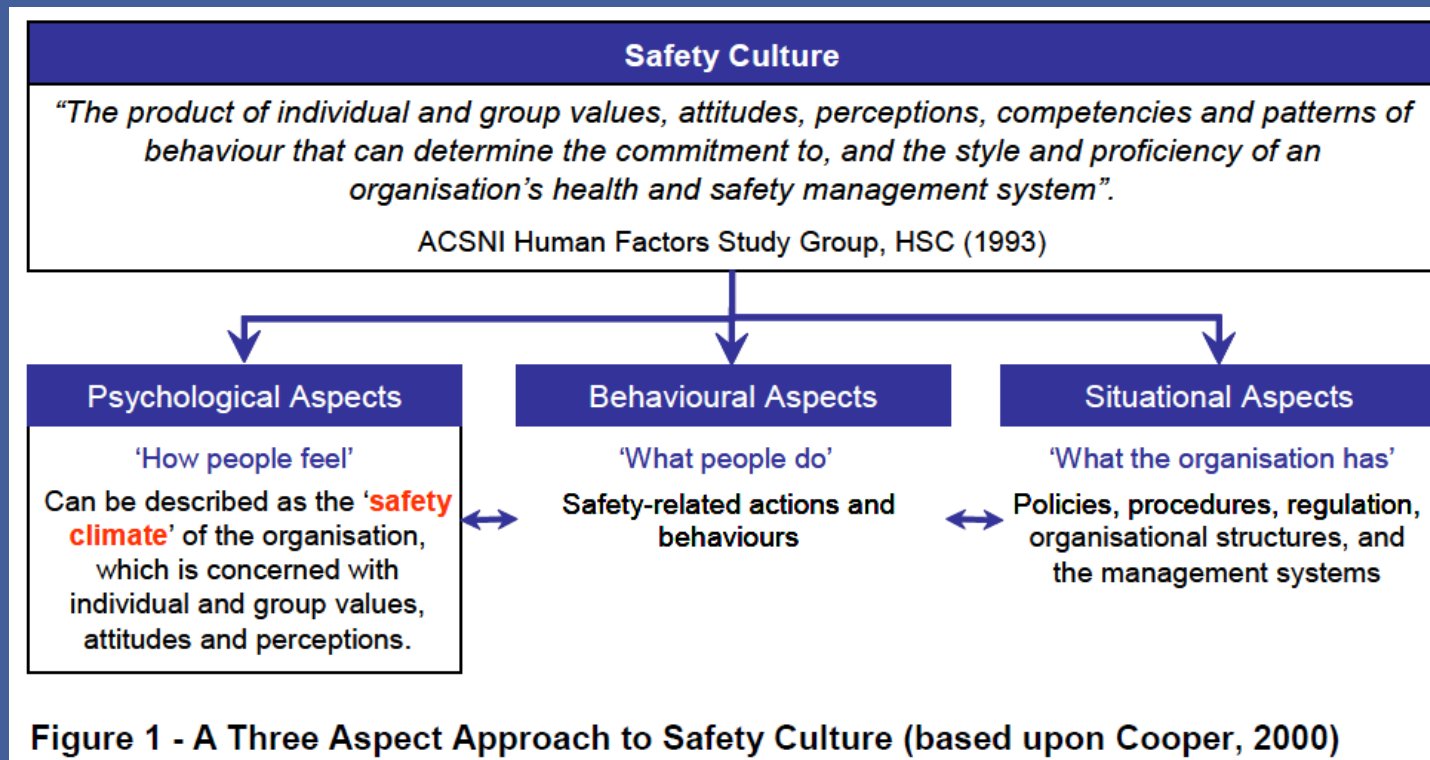 Safety Culture
“The product of individual and group values, attitudes, perceptions, competencies and patterns of
behaviour that can determine the commitment to, and the style and proficiency of an
organisation’s health and safety management system”.
ACSNI Human Factors Study Group, HSC (1993)
Psychological Aspects
‘How people feel’
Can be described as the ‘safety
climate’ of the organisation,
which is concerned with
individual and group values,
attitudes and perceptions.
Behavioural Aspects
‘What people do’
Safety-related actions and
behaviours
Situational Aspects
‘What the organisation has’
Policies, procedures, regulation,
organisational structures, and
the management systems
Figure 1 - A Three Aspect Approach to Safety Culture (based upon Cooper, 2000)